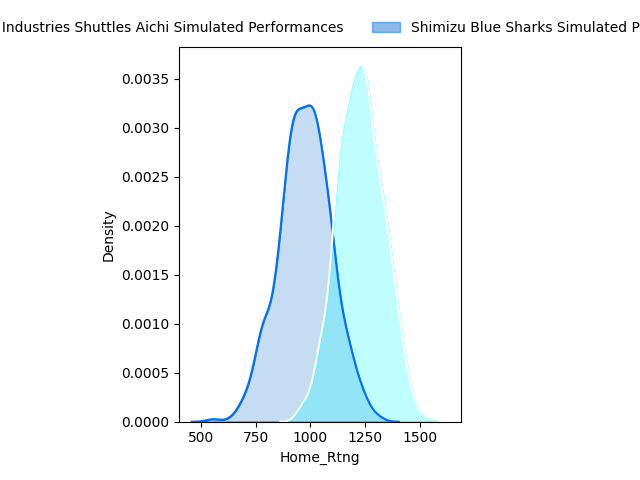 Industries Shuttles Aichi Simulated Performances Shimizu Blue Sharks Simulated P
0.0035
0.0030
0.0025
0.0020
0.0015
0.0010
0.0005
0.0000
Density
500 750 1000 1250 1500
Home_Rtng